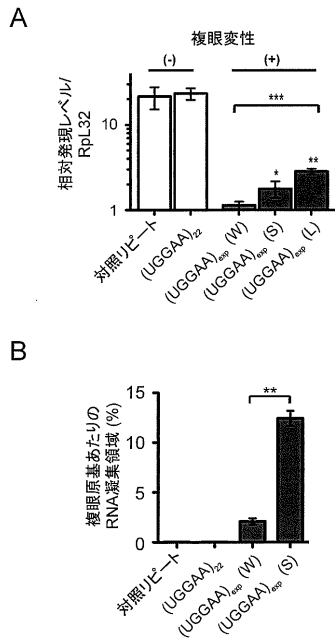 A
複眼変性
(-)
(+)
相対発現レベル/
RpL32
10
1
***
*
**
対照リピート
(UGGAA)22
(UGGAA)exp (W)
(UGGAA)exp (S)
(UGGAA)exp (L)
B
複眼原基あたりの
RNA凝集領域 (%)
15
10
5
0
**
対照リピート
(UGGAA)22
(UGGAA)exp (W)
(UGGAA)exp (S)